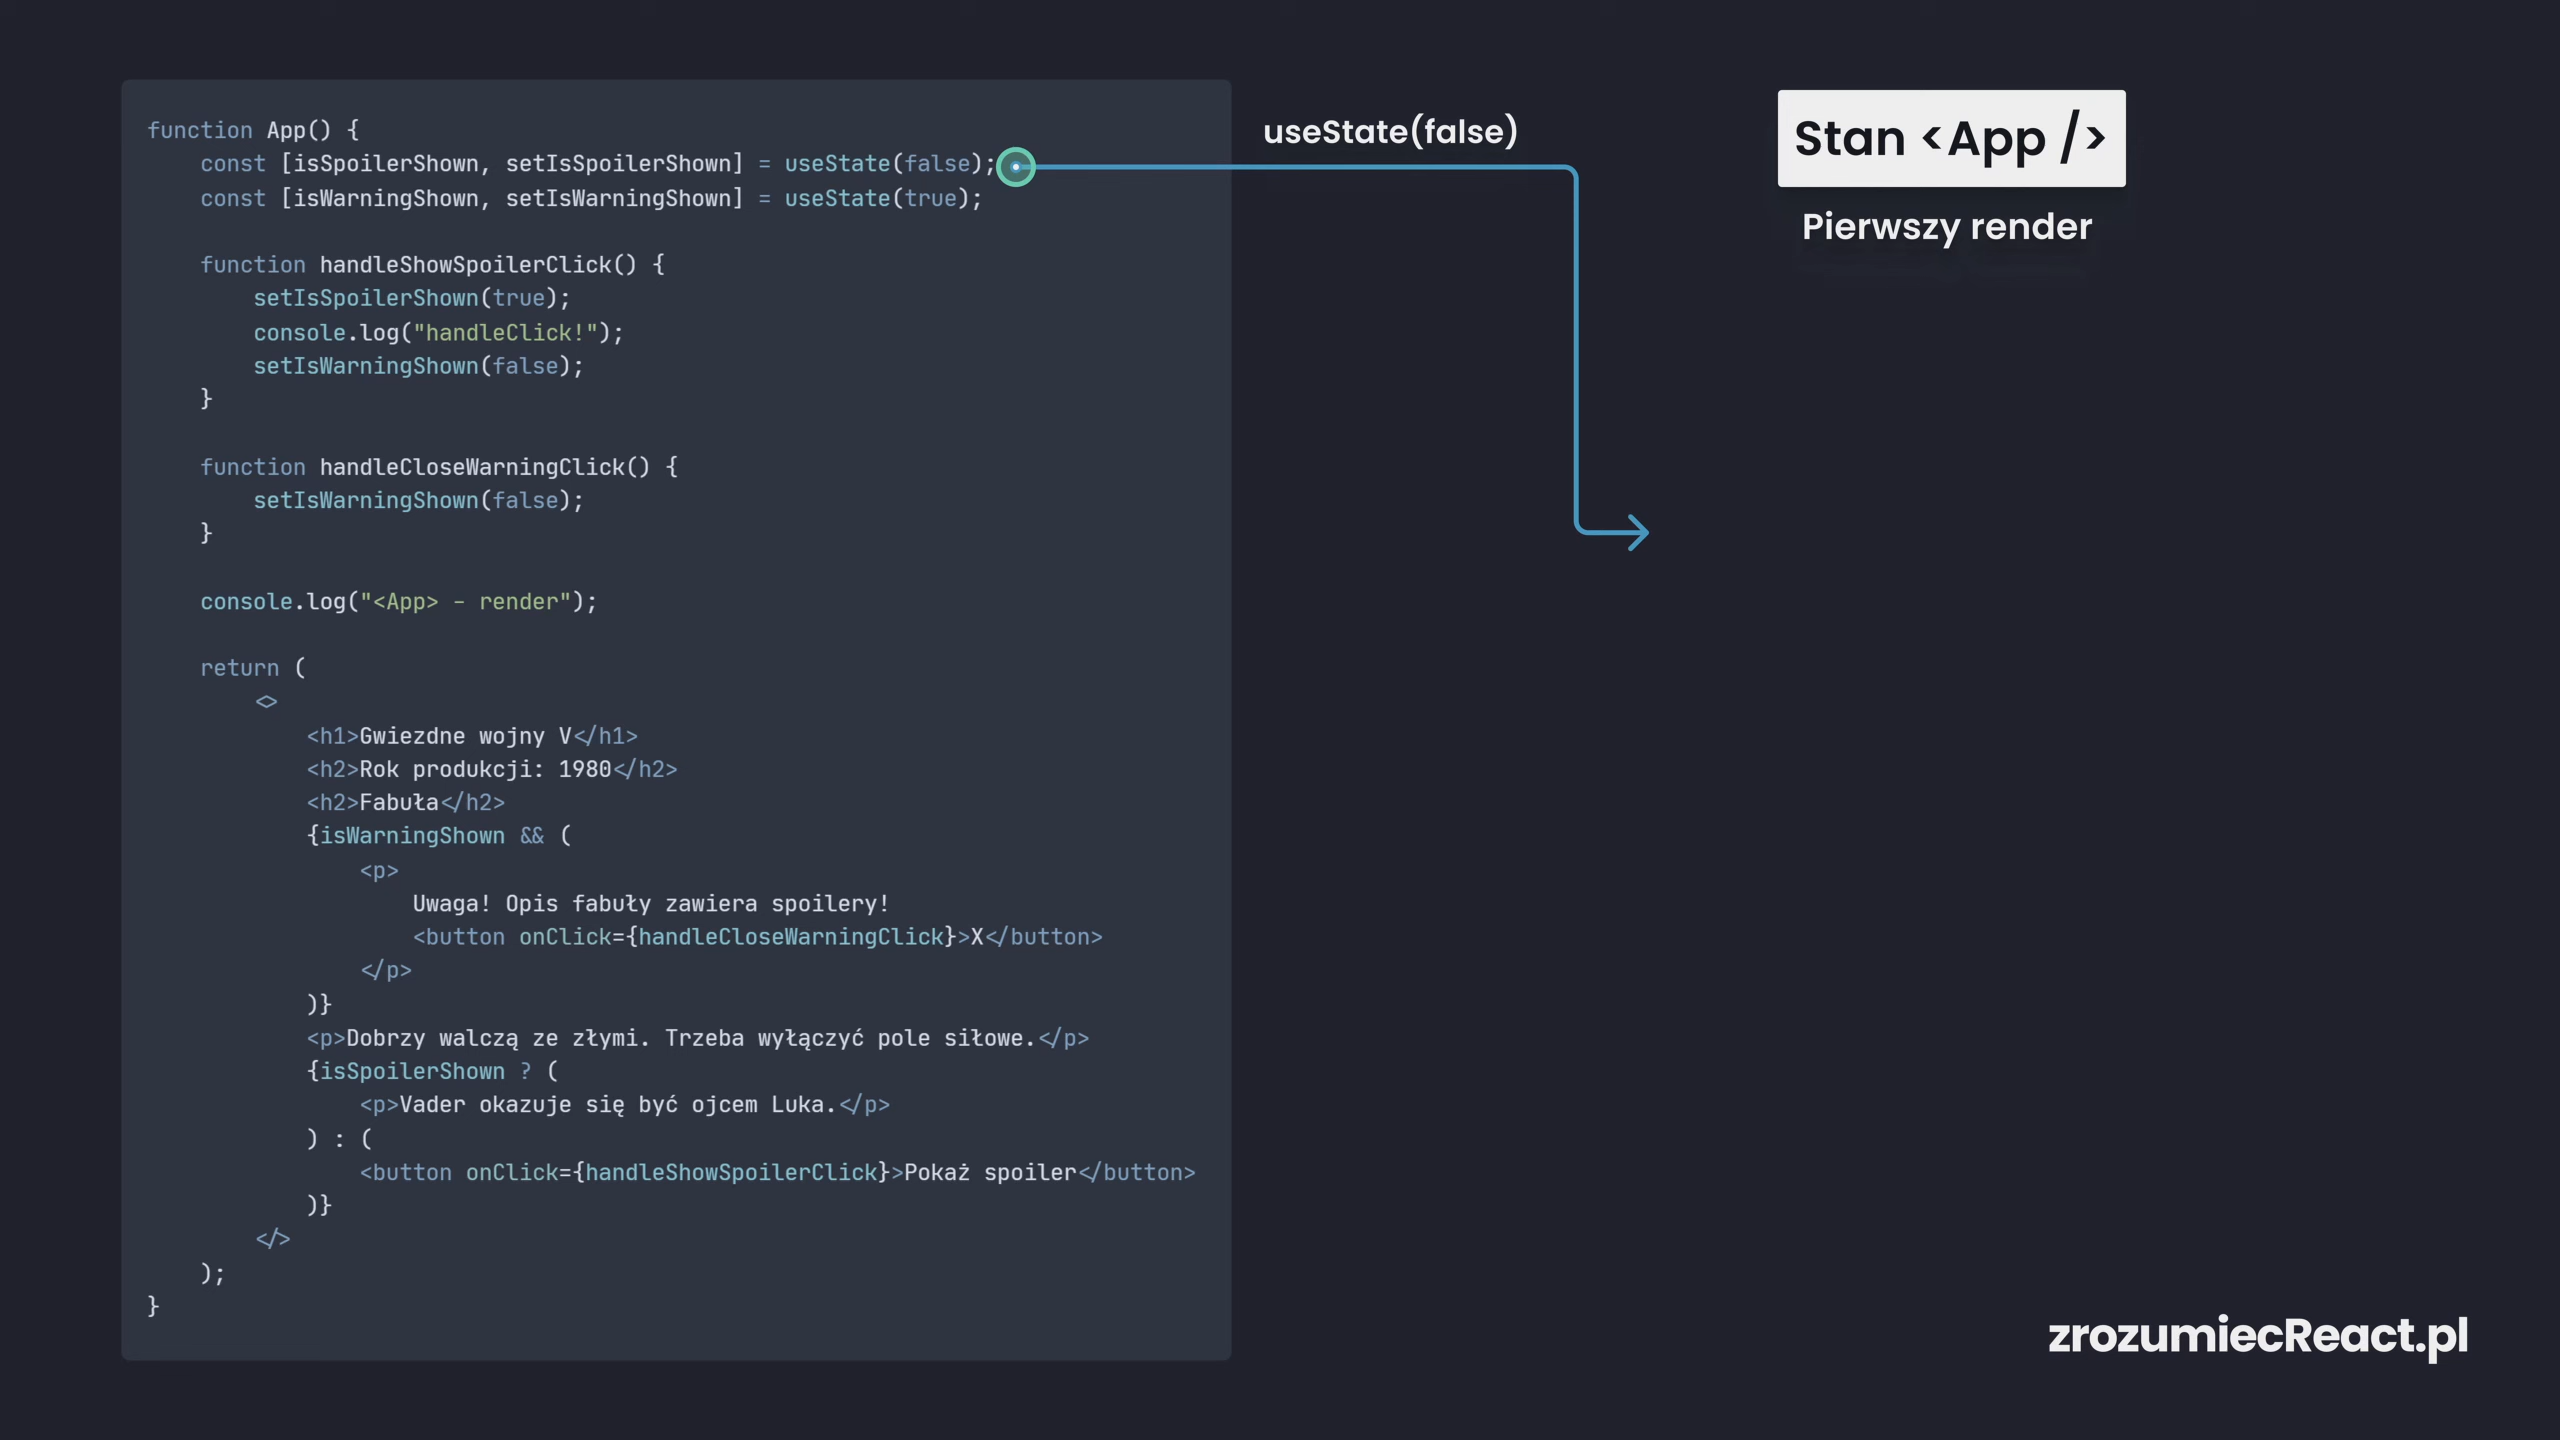 function App() {
    const [isSpoilerShown, setIsSpoilerShown] = useState(false);
    const [isWarningShown, setIsWarningShown] = useState(true);

    function handleShowSpoilerClick() {
        setIsSpoilerShown(true);
        console.log("handleClick!");
        setIsWarningShown(false);
    }

    function handleCloseWarningClick() {
        setIsWarningShown(false);
    }

    console.log("<App> - render");

    return (
        <>
            <h1>Gwiezdne wojny V</h1>
            <h2>Rok produkcji: 1980</h2>
            <h2>Fabuła</h2>
            {isWarningShown && (
                <p>
                    Uwaga! Opis fabuły zawiera spoilery!
                    <button onClick={handleCloseWarningClick}>X</button>
                </p>
            )}
            <p>Dobrzy walczą ze złymi. Trzeba wyłączyć pole siłowe.</p>
            {isSpoilerShown ? (
                <p>Vader okazuje się być ojcem Luka.</p>
            ) : (
                <button onClick={handleShowSpoilerClick}>Pokaż spoiler</button>
            )}
        </>
    );
}
useState(false)
Stan <App />
Pierwszy render
zrozumiecReact.pl